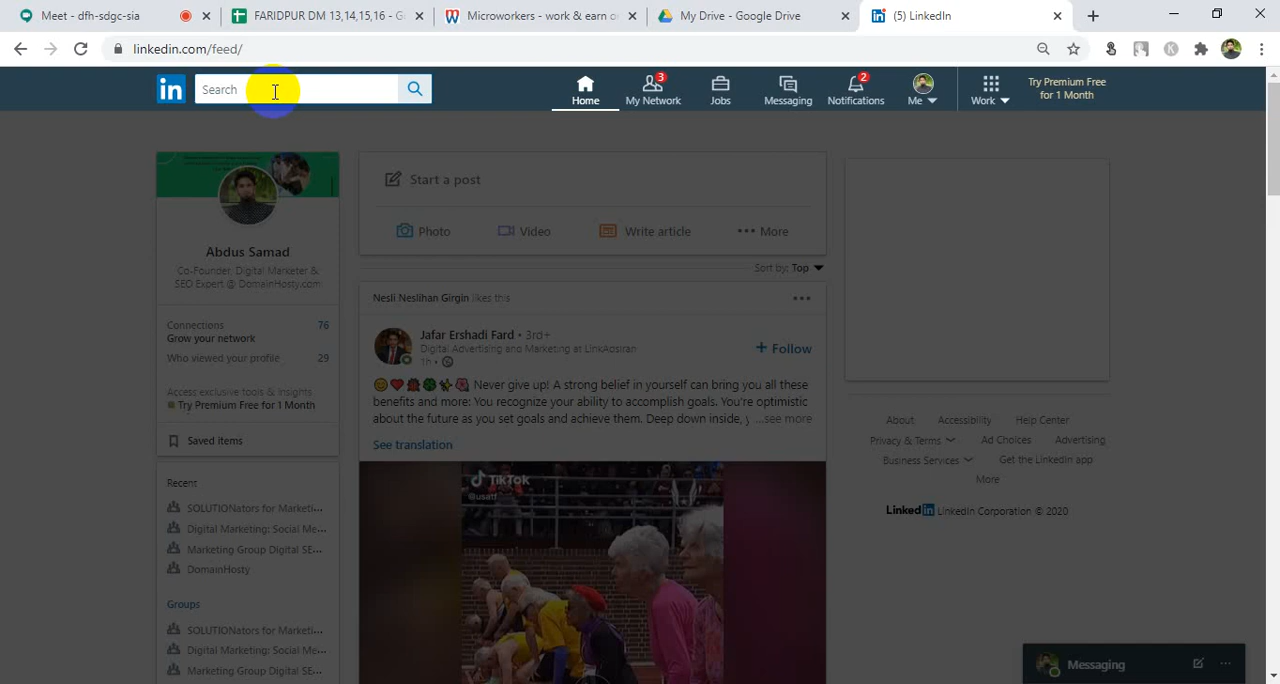 Meet - dfh-sdgc-sia
FARIDPUR DM 13,14,15,16 - G
Microworkers - work & earn o
My Drive - Google Drive
(5) LinkedIn
linkedin.com/feed/
in
Search
Home
3
My Network
Jobs
Messaging
2
Notifications
Me
Work
Try Premium Free
for 1 Month
Start a post
Photo
Video
Write article
More
Sort by: Top
Abdus Samad
Co-Founder, Digital Marketer &
SEO Expert @ DomainHosty.com
Connections 76
Grow your network
Who viewed your profile 29
Access exclusive tools & insights
Try Premium Free for 1 Month
Saved items
Recent
SOLUTIONators for Marketi...
Digital Marketing: Social Me...
Marketing Group Digital SE...
DomainHosty
Groups
SOLUTIONators for Marketi...
Digital Marketing: Social Me...
Marketing Group Digital SE...
Nesli Neslihan Girgin likes this
Jafar Ershadi Fard • 3rd+
Digital Advertising and Marketing at LinkAasiran
1h •
+ Follow
Never give up! A strong belief in yourself can bring you all these
benefits and more: You recognize your ability to accomplish goals. You're optimistic
about the future as you set goals and achieve them. Deep down inside, y ...see more
See translation
TikTok
@usatf
About Accessibility Help Center
Privacy & Terms Ad Choices Advertising
Business Services Get the LinkedIn app
More
LinkedIn LinkedIn Corporation © 2020
Messaging